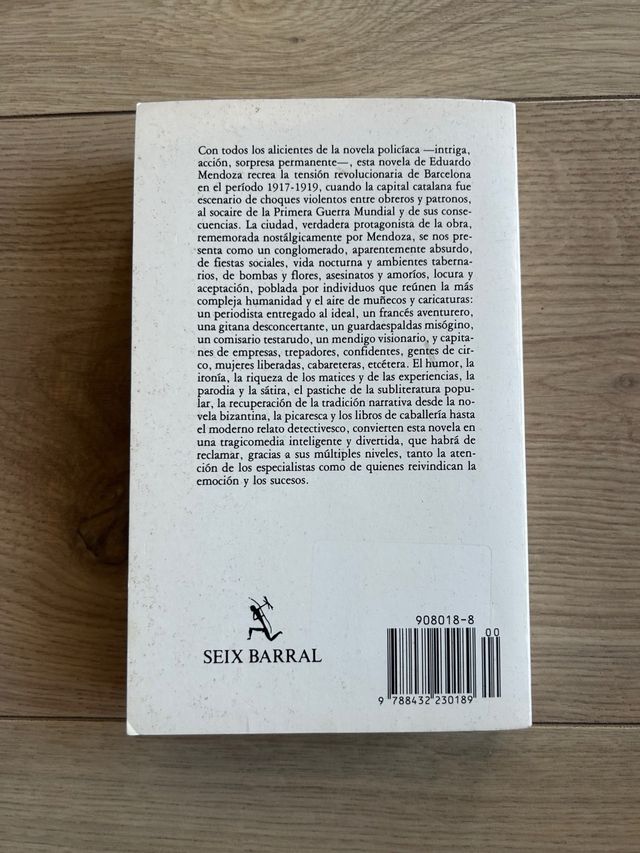 Con todos los alicientes de la novela policíaca —intriga,
acción, sorpresa permanente—, esta novela de Eduardo
Mendoza recrea la tensión revolucionaria de Barcelona
en el período 1917-1919, cuando la capital catalana fue
escenario de choques violentos entre obreros y patronos,
al socaire de la Primera Guerra Mundial y de sus conse-
cuencias. La ciudad, verdadera protagonista de la obra,
rememorada nostálgicamente por Mendoza, se nos pre-
senta como un conglomerado, aparentemente absurdo,
de fiestas sociales, vida nocturna y ambientes taberna-
rios, de bombas y flores, asesinatos y amoríos, locura y
aceptación, poblada por individuos que reúnen la más
compleja humanidad y el aire de muñecos y caricaturas:
un periodista entregado al ideal, un francés aventurero,
una gitana desconcertante, un guardaespaldas misógino,
un comisario testarudo, un mendigo visionario, y capita-
nes de empresas, trepadores, confidentes, gentes de cir-
co, mujeres liberadas, cabareteras, etcétera. El humor, la
ironía, la riqueza de los matices y de las experiencias, la
parodia y la sátira, el pastiche de la subliteratura popu-
lar, la recuperación de la tradición narrativa desde la no-
vela bizantina, la picaresca y los libros de caballería hasta
el moderno relato detectivesco, convierten esta novela en
una tragicomedia inteligente y divertida, que habrá de
reclamar, gracias a sus múltiples niveles, tanto la aten-
ción de los especialistas como de quienes reivindican la
emoción y los sucesos.
SEIX BARRAL
908018-8
00
9 788432 230189